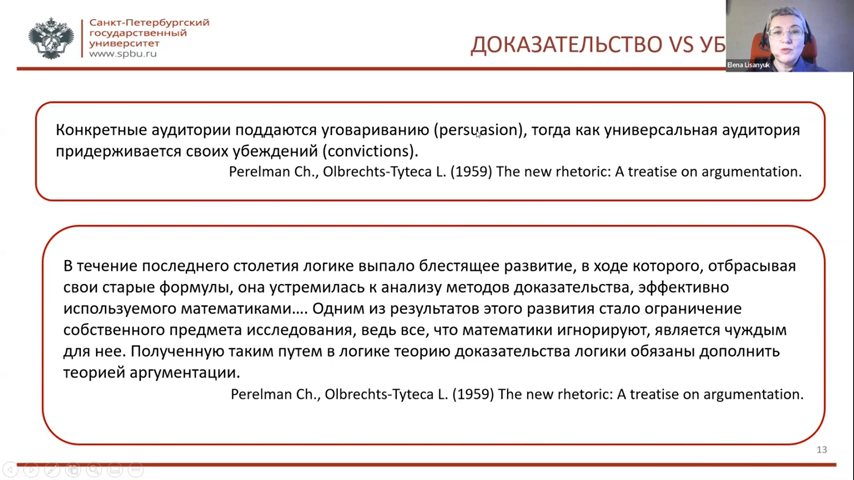 Санкт-Петербургский
государственный
университет
www.spbu.ru
ДОКАЗАТЕЛЬСТВО VS
Elena Lisanyuk
Конкретные аудитории поддаются уговариванию (persuasion), тогда как универсальная аудитория
придерживается своих убеждений (convictions).
Perelman Ch., Olbrechts-Tyteca L. (1959) The new rhetoric: A treatise on argumentation.
В течение последнего столетия логике выпало блестящее развитие, в ходе которого, отбрасывая
свои старые формулы, она устремилась к анализу методов доказательства, эффективно
используемого математиками…. Одним из результатов этого развития стало ограничение
собственного предмета исследования, ведь все, что математики игнорируют, является чуждым
для нее. Полученную таким путем в логике теорию доказательства логики обязаны дополнить
теорией аргументации.
Perelman Ch., Olbrechts-Tyteca L. (1959) The new rhetoric: A treatise on argumentation.
13